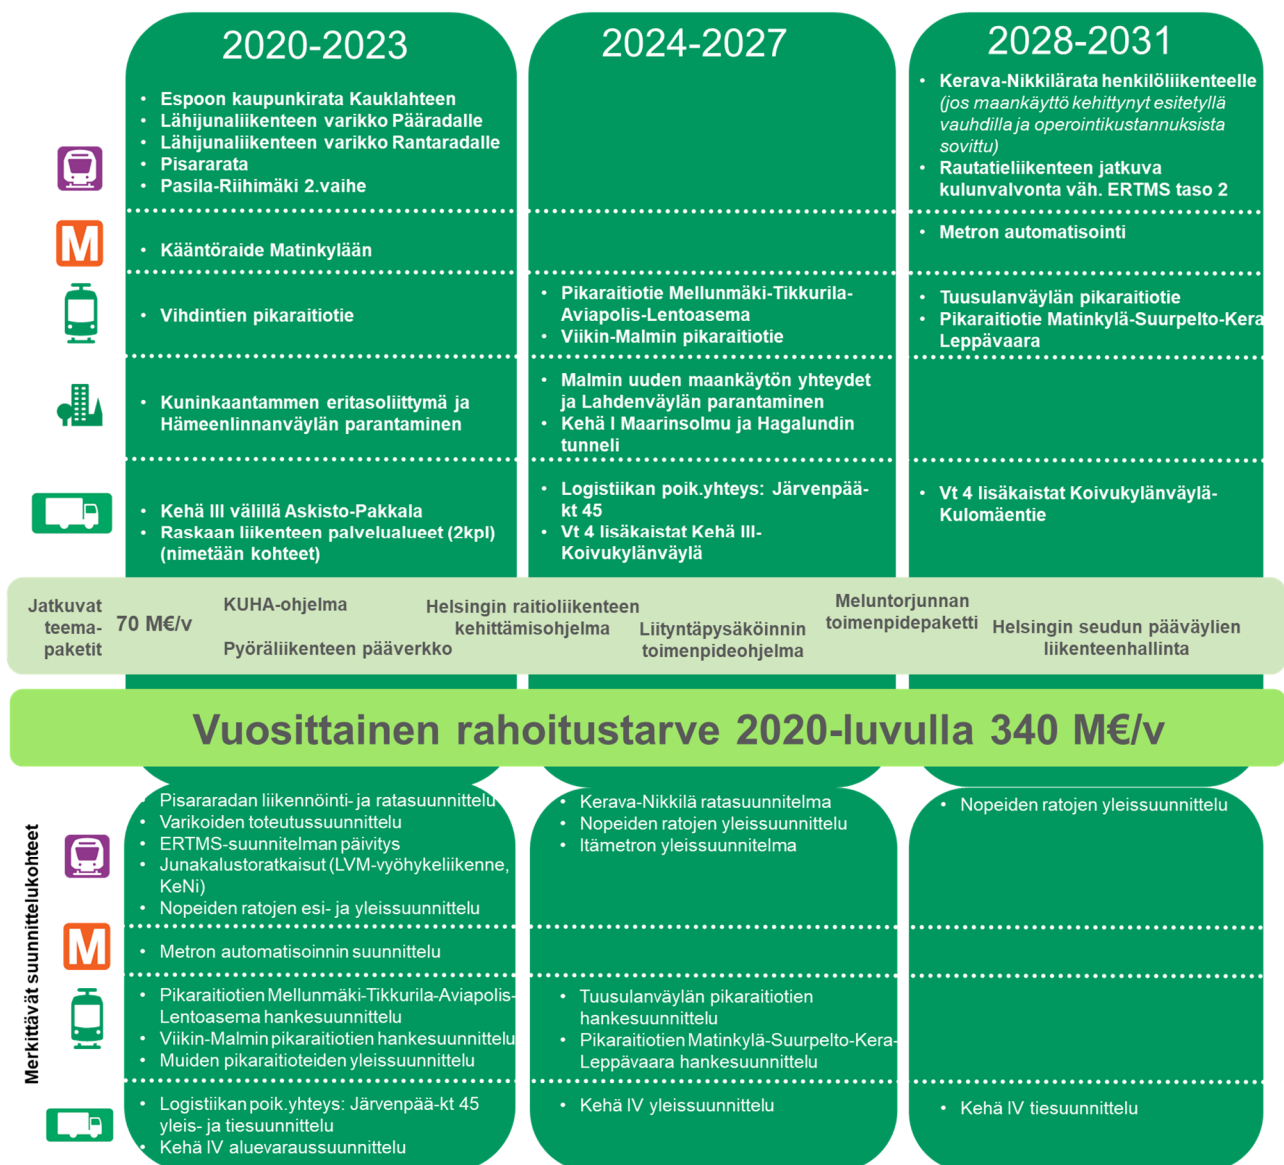 2020-2023
• Espoon kaupunkirata Kauklahteen
• Lähijunaliikenteen varikko Pääradalle
• Lähijunaliikenteen varikko Rantaradalle
• Pisararata
• Pasila-Riihimäki 2.vaihe
M
• Kääntöraide Matinkylään
• Vihdintien pikaraitiotie
• Kuninkaantammen eritasoliittymä ja
Hämeenlinnanväylän parantaminen
• Kehä III välillä Askisto-Pakkala
• Raskaan liikenteen palvelualueet (2kpl)
(nimetään kohteet)
2024-2027
• Pikaraitiotie Mellunmäki-Tikkurila-
Aviapolis-Lentoasema
• Viikin-Malmin pikaraitiotie
• Malmin uuden maankäytön yhteydet
ja Lahdenväylän parantaminen
• Kehä I Maarinsolmu ja Hagalundin
tunneli
• Logistiikan poik.yhteys: Järvenpää-
kt 45
• Vt 4 lisäkaistat Kehä III-
Koivukylänväylä
2028-2031
• Kerava-Nikkilärata henkilöliikenteelle
(jos maankäyttö kehittynyt esitetyllä
vauhdilla ja operointikustannuksista
sovittu)
• Rautatieliikenteen jatkuva
kulunvalvonta väh. ERTMS taso 2
• Metron automatisointi
• Tuusulanväylän pikaraitiotie
• Pikaraitiotie Matinkylä-Suurpelto-Kera
Leppävaara
• Vt 4 lisäkaistat Koivukylänväylä-
Kulomäentie
Jatkuvat
teema-
paketit
70 M€/v
KUHA-ohjelma
Pyöräliikenteen pääverkko
Helsingin raitioliikenteen
kehittämisohjelma
Liityntäpysäköinnin
toimenpideohjelma
Meluntorjunnan
toimenpidepaketti
Helsingin seudun pääväylien
liikenteenhallinta
Vuosittainen rahoitustarve 2020-luvulla 340 M€/v
Merkittävät suunnittelukohteet
• Pisararadan liikennöinti- ja ratasuunnittelu
• Varikoiden toteutussuunnittelu
• ERTMS-suunnitelman päivitys
• Junakalustoratkaisut (LVM-vyöhykeliikenne,
KeNi)
• Nopeiden ratojen esi- ja yleissuunnittelu
M
• Metron automatisoinnin suunnittelu
• Pikaraitiotien Mellunmäki-Tikkurila-Aviapolis-
Lentoasema hankesuunnittelu
• Viikin-Malmin pikaraitiotien hankesuunnittelu
• Muiden pikaraitioteiden yleissuunnittelu
• Logistiikan poik.yhteys: Järvenpää-kt 45
yleis- ja tiesuunnittelu
• Kehä IV aluevaraussuunnittelu
• Kerava-Nikkilä ratasuunnitelma
• Nopeiden ratojen yleissuunnittelu
• Itämetron yleissuunnitelma
• Tuusulanväylän pikaraitiotien
hankesuunnittelu
• Pikaraitiotien Matinkylä-Suurpelto-Kera-
Leppävaara hankesuunnittelu
• Kehä IV yleissuunnittelu
• Nopeiden ratojen yleissuunnittelu
• Kehä IV tiesuunnittelu